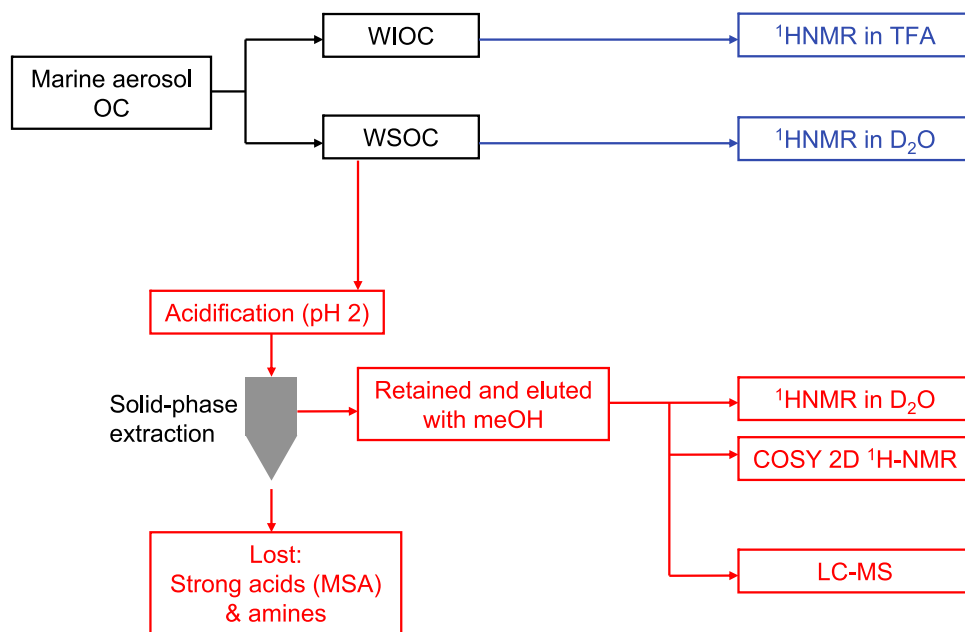 WIOC
¹HNMR in TFA
Marine aerosol
OC
WSOC
¹HNMR in D₂O
Acidification (pH 2)
Solid-phase
extraction
Retained and eluted
with meOH
¹HNMR in D₂O
COSY 2D ¹H-NMR
LC-MS
Lost:
Strong acids (MSA)
& amines